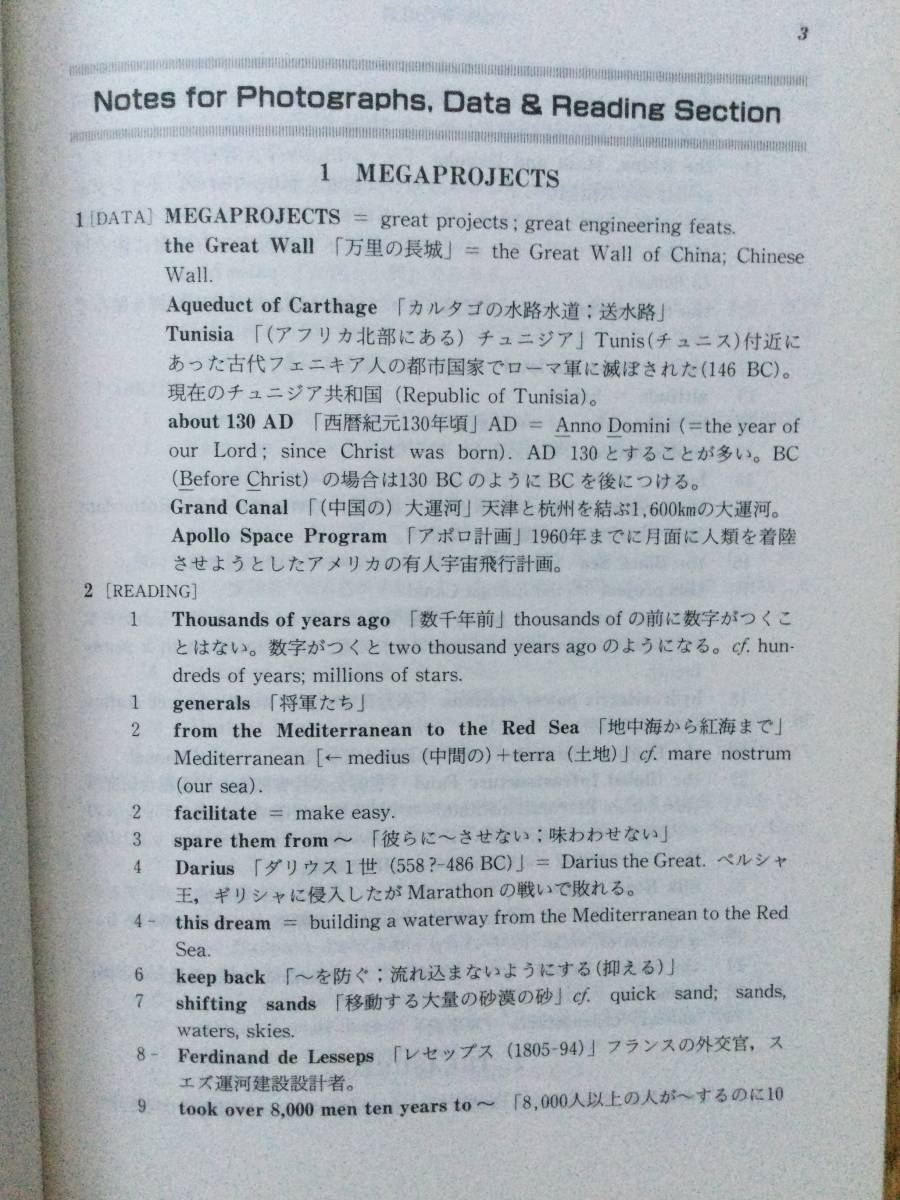 3
Notes for Photographs, Data & Reading Section
1 MEGAPROJECTS
1 [DATA] MEGAPROJECTS = great projects; great engineering feats.
the Great Wall 「万里の長城」= the Great Wall of China; Chinese
Wall.
Aqueduct of Carthage 「カルタゴの水路水道;送水路」
Tunisia 「(アフリカ北部にある) チュニジア」Tunis(チュニス)付近に
あった古代フェニキア人の都市国家でローマ軍に滅ぼされた(146 BC)。
現在のチュニジア共和国 (Republic of Tunisia)。
about 130 AD 「西暦紀元130年頃」AD = Anno Domini (=the year of
our Lord; since Christ was born). AD 130とすることが多い。BC
(Before Christ) の場合は130 BCのようにBCを後につける。
Grand Canal 「(中国の) 大運河」天津と杭州を結ぶ1,600kmの大運河。
Apollo Space Program 「アポロ計画」1960年までに月面に人類を着陸
させようとしたアメリカの有人宇宙飛行計画。
2 [READING]
1 Thousands of years ago 「数千年前」thousands ofの前に数字がつくこ
とはない。数字がつくとtwo thousand years agoのようになる。cf. hun-
dreds of years; millions of stars.
1 generals 「将軍たち」
2 from the Mediterranean to the Red Sea 「地中海から紅海まで」
Mediterranean [← medius (中間の)+terra (土地)」cf. mare nostrum
(our sea).
2 facilitate = make easy.
3 spare them from～ 「彼らに～させない;味わわせない」
4 Darius 「ダリウス1世 (558?-486 BC)」= Darius the Great. ペルシャ
王,ギリシャに侵入したがMarathonの戦いで敗れる。
4- this dream = building a waterway from the Mediterranean to the Red
Sea.
6 keep back 「～を防ぐ;流れ込まないようにする(抑える)」
7 shifting sands 「移動する大量の砂漠の砂」cf. quick sand; sands,
waters, skies.
8- Ferdinand de Lesseps 「レセップス (1805-94)」フランスの外交官,ス
エズ運河建設設計者。
9 took over 8,000 men ten years to～ 「8,000人以上の人が～するのに10